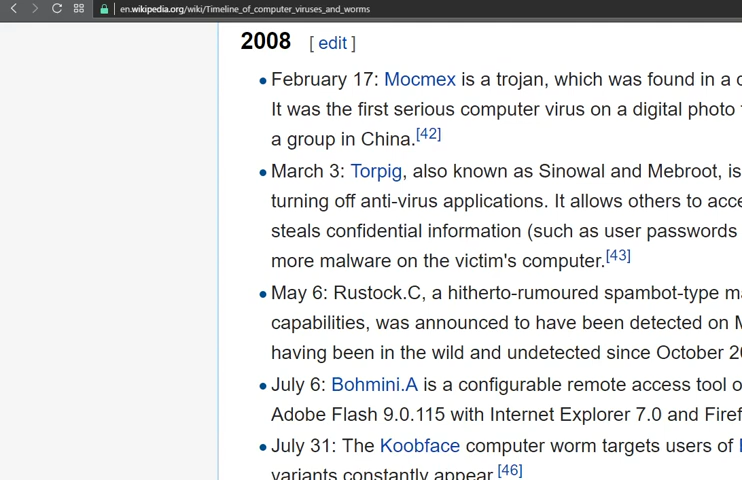 en.wikipedia.org/wiki/Timeline_of_computer_viruses_and_worms
2008 [ edit ]
February 17: Mocmex is a trojan, which was found in a
It was the first serious computer virus on a digital photo
a group in China.[42]
March 3: Torpig, also known as Sinowal and Mebroot, is
turning off anti-virus applications. It allows others to acce
steals confidential information (such as user passwords
more malware on the victim's computer.[43]
May 6: Rustock.C, a hitherto-rumoured spambot-type ma
capabilities, was announced to have been detected on M
having been in the wild and undetected since October 20
July 6: Bohmini.A is a configurable remote access tool o
Adobe Flash 9.0.115 with Internet Explorer 7.0 and Firef
July 31: The Koobface computer worm targets users of
variants constantly appear.[46]